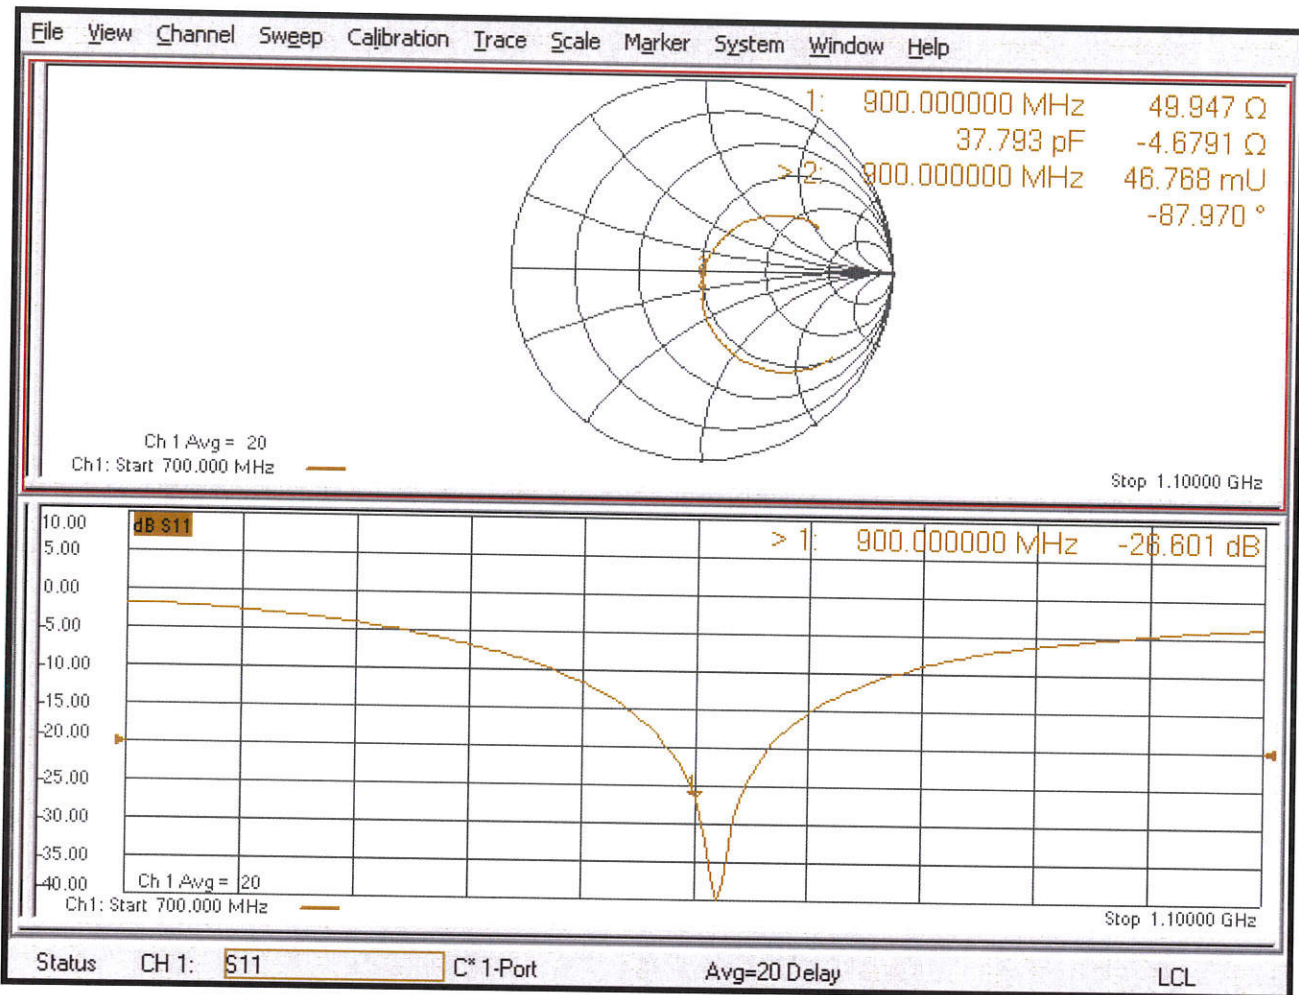 File View Channel Sweep Calibration Trace Scale Marker System Window Help
1: 900.000000 MHz 49.947 Ω
37.793 pF -4.6791 Ω
> 2: 900.000000 MHz 46.768 mU
-87.970 °
Ch 1 Avg = 20
Ch1: Start 700.000 MHz
Stop 1.10000 GHz
dB S11
> 1: 900.000000 MHz -26.601 dB
10.00
5.00
0.00
-5.00
-10.00
-15.00
-20.00
-25.00
-30.00
-35.00
-40.00
1
Ch 1 Avg = 20
Ch1: Start 700.000 MHz
Stop 1.10000 GHz
Status CH 1: S11 C* 1-Port Avg=20 Delay LCL